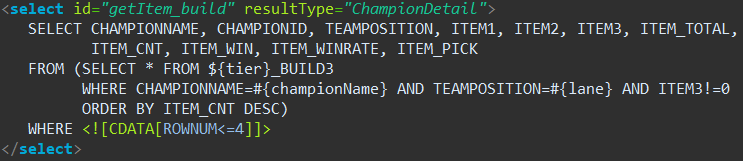 <select id="getItem_build" resultType="ChampionDetail">
SELECT CHAMPIONNAME, CHAMPIONID, TEAMPOSITION, ITEM1, ITEM2, ITEM3, ITEM_TOTAL,
ITEM_CNT, ITEM_WIN, ITEM_WINRATE, ITEM_PICK
FROM (SELECT * FROM ${tier}_BUILD3
WHERE CHAMPIONNAME=#{championName} AND TEAMPOSITION=#{lane} AND ITEM3!=0
ORDER BY ITEM_CNT DESC)
WHERE <![CDATA[ROWNUM<=4]]>
</select>